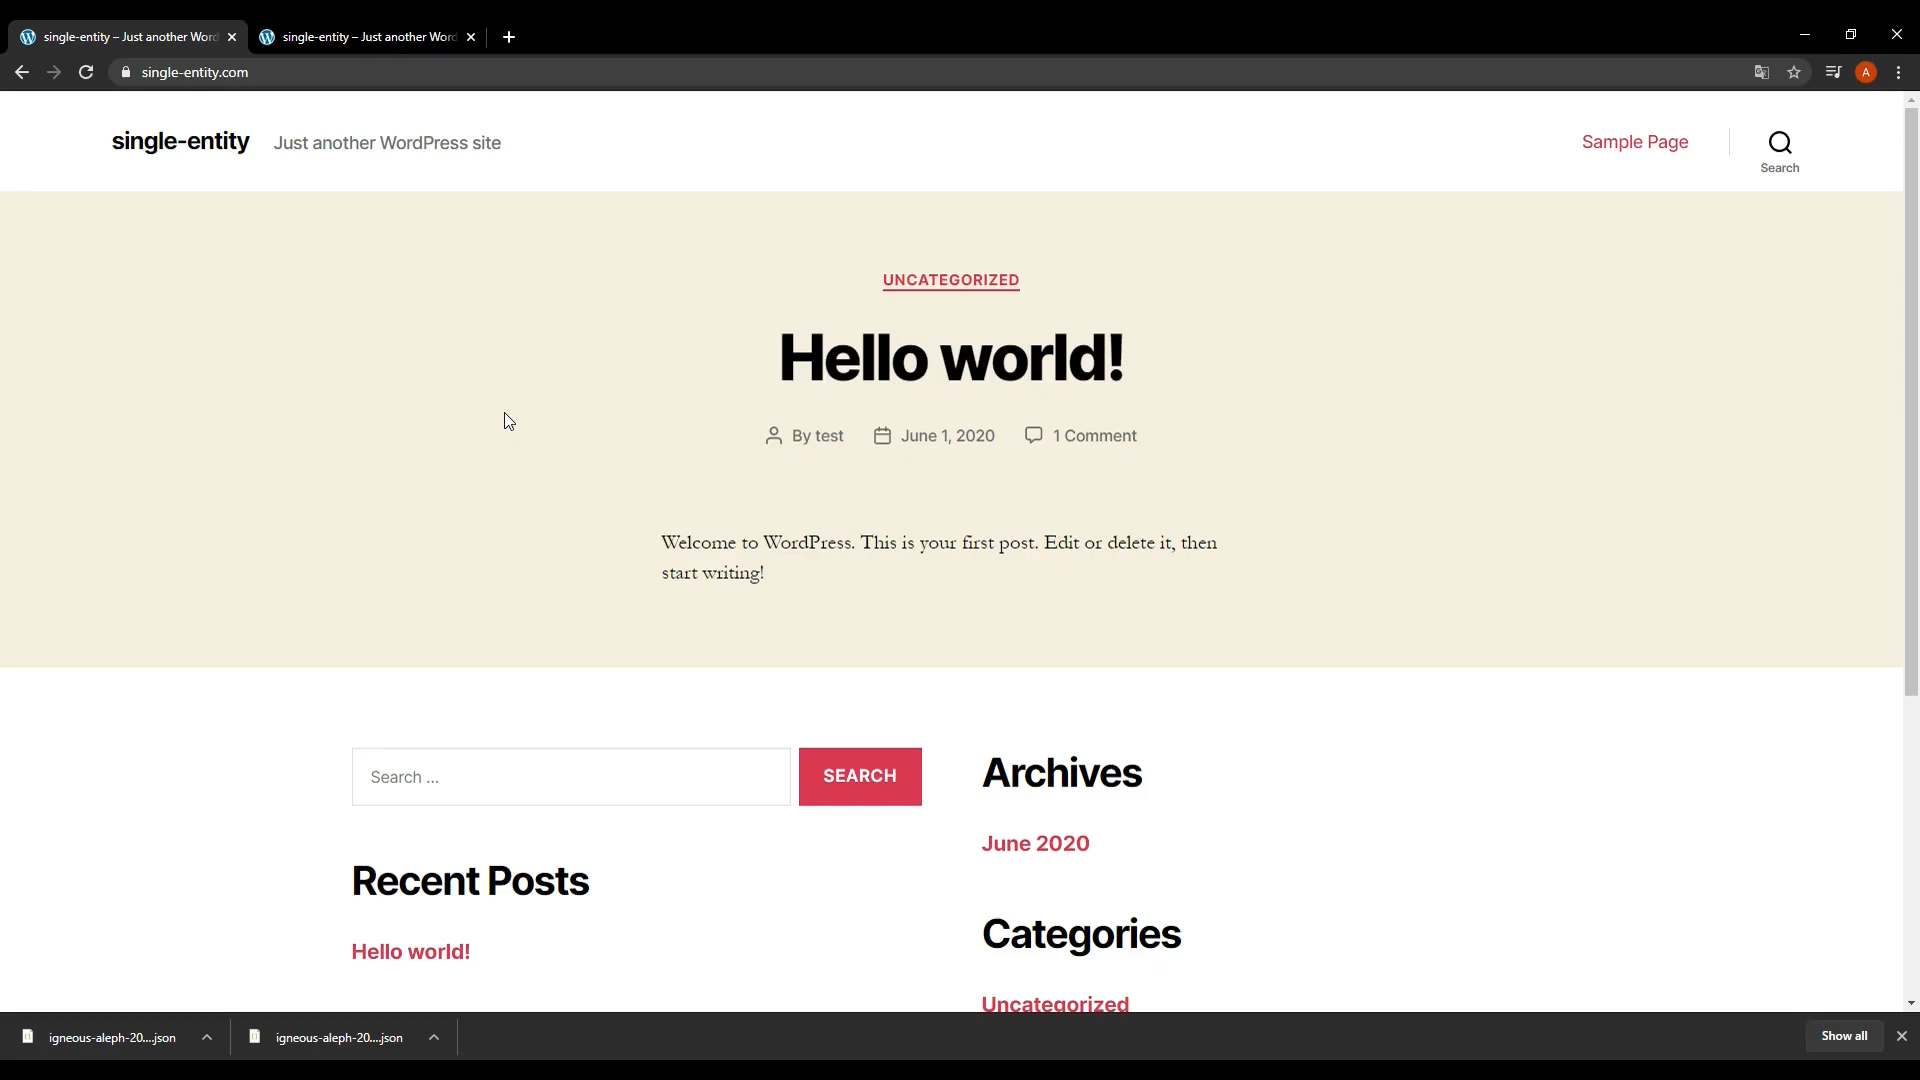 single-entity – Just another Word
single-entity – Just another Word
single-entity.com
A
single-entity
Just another WordPress site
Sample Page
Search
UNCATEGORIZED
Hello world!
By test
June 1, 2020
1 Comment
Welcome to WordPress. This is your first post. Edit or delete it, then
start writing!
Search ...
SEARCH
Archives
June 2020
Recent Posts
Hello world!
Categories
Uncategorized
igneous-aleph-20....json
igneous-aleph-20....json
Show all